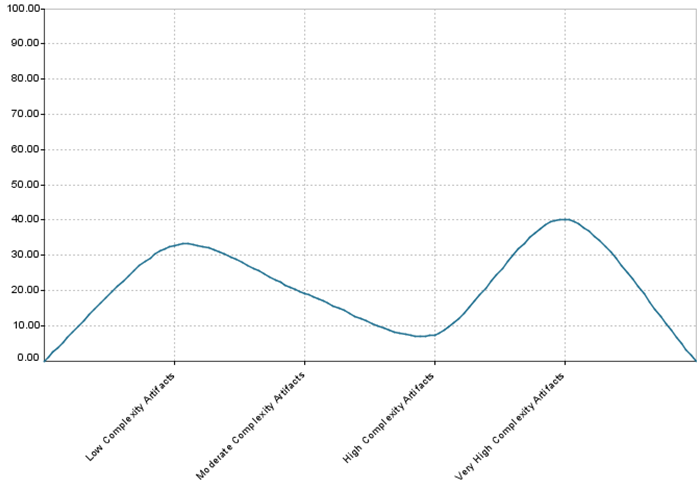 100.00
90.00
80.00
70.00
60.00
50.00
40.00
30.00
20.00
10.00
0.00
Low Complexity Artifacts
Moderate Complexity Artifacts
High Complexity Artifacts
Very High Complexity Artifacts